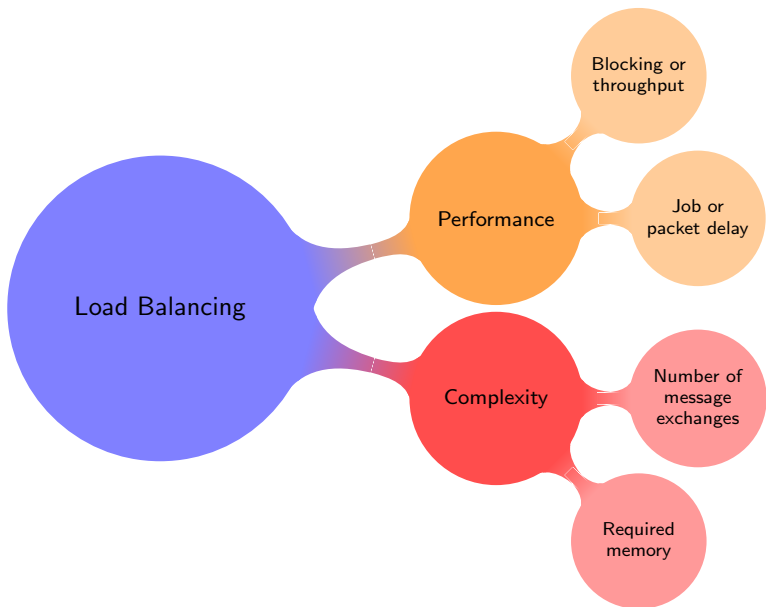 Load Balancing
Performance
Blocking or
throughput
Job or
packet delay
Complexity
Number of
message
exchanges
Required
memory